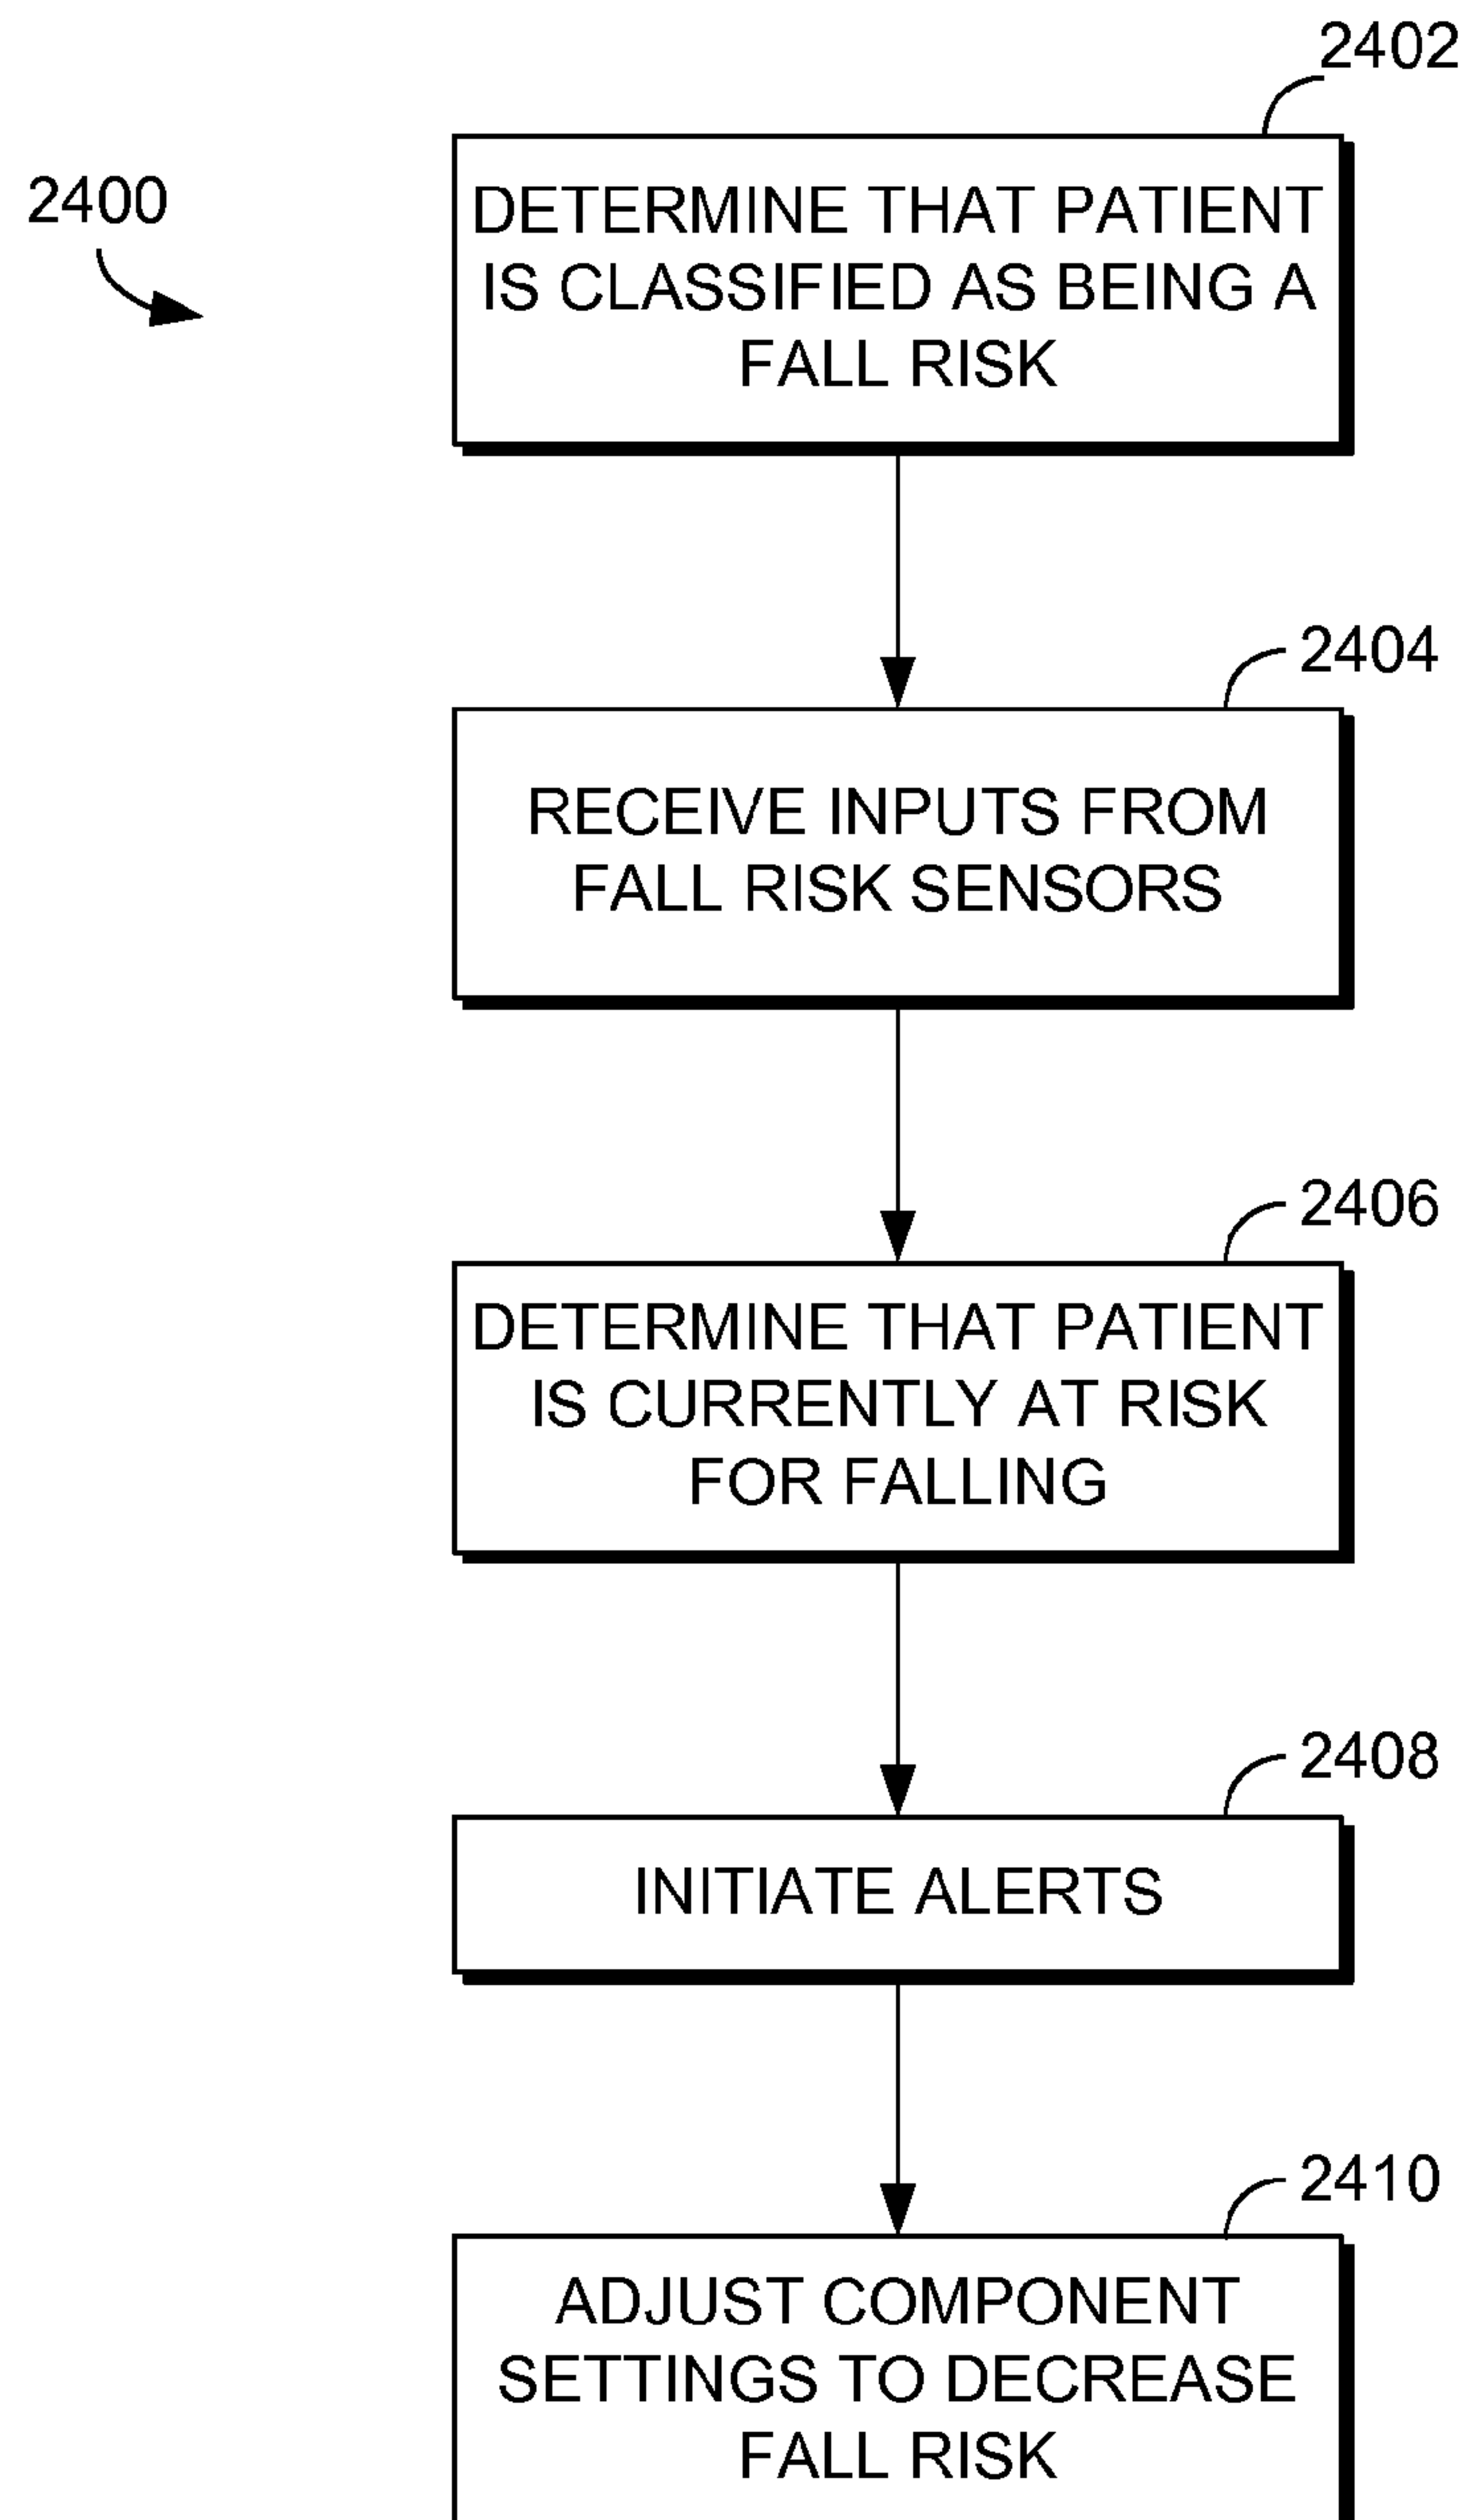 2402
2400
DETERMINE THAT PATIENT
IS CLASSIFIED AS BEING A
FALL RISK
2404
RECEIVE INPUTS FROM
FALL RISK SENSORS
2406
DETERMINE THAT PATIENT
IS CURRENTLY AT RISK
FOR FALLING
2408
INITIATE ALERTS
2410
ADJUST COMPONENT
SETTINGS TO DECREASE
FALL RISK